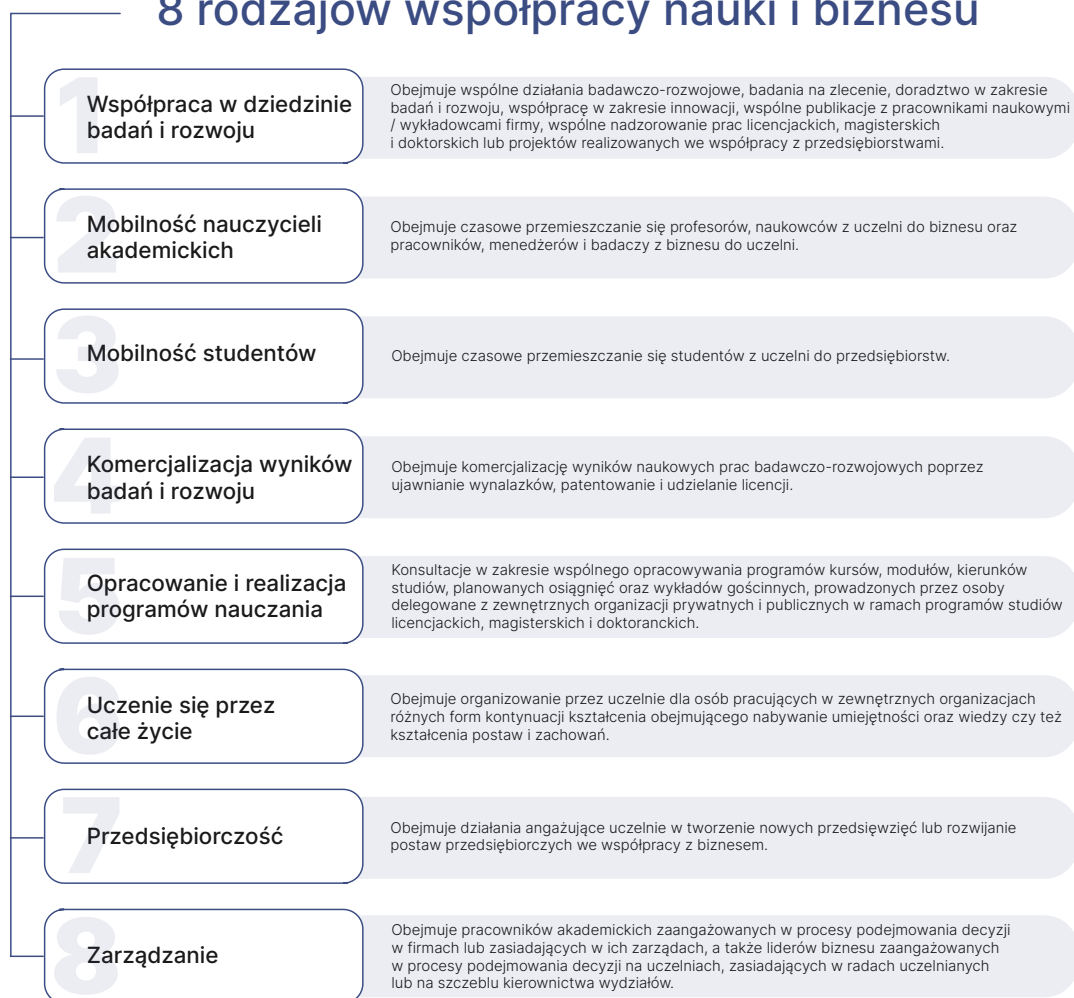 8 rodzajów współpracy nauki i biznesu
1
Współpraca w dziedzinie
badań i rozwoju
Obejmuje wspólne działania badawczo-rozwojowe, badania na zlecenie, doradztwo w zakresie
badań i rozwoju, współpracę w zakresie innowacji, wspólne publikacje z pracownikami naukowymi
/ wykładowcami firmy, wspólne nadzorowanie prac licencjackich, magisterskich
i doktorskich lub projektów realizowanych we współpracy z przedsiębiorstwami.
2
Mobilność nauczycieli
akademickich
Obejmuje czasowe przemieszczanie się profesorów, naukowców z uczelni do biznesu oraz
pracowników, menedżerów i badaczy z biznesu do uczelni.
3
Mobilność studentów
Obejmuje czasowe przemieszczanie się studentów z uczelni do przedsiębiorstw.
4
Komercjalizacja wyników
badań i rozwoju
Obejmuje komercjalizację wyników naukowych prac badawczo-rozwojowych poprzez
ujawnianie wynalazków, patentowanie i udzielanie licencji.
5
Opracowanie i realizacja
programów nauczania
Konsultacje w zakresie wspólnego opracowywania programów kursów, modułów, kierunków
studiów, planowanych osiągnięć oraz wykładów gościnnych, prowadzonych przez osoby
delegowane z zewnętrznych organizacji prywatnych i publicznych w ramach programów studiów
licencjackich, magisterskich i doktoranckich.
6
Uczenie się przez
całe życie
Obejmuje organizowanie przez uczelnie dla osób pracujących w zewnętrznych organizacjach
różnych form kontynuacji kształcenia obejmującego nabywanie umiejętności oraz wiedzy czy też
kształcenia postaw i zachowań.
7
Przedsiębiorczość
Obejmuje działania angażujące uczelnie w tworzenie nowych przedsięwzięć lub rozwijanie
postaw przedsiębiorczych we współpracy z biznesem.
8
Zarządzanie
Obejmuje pracowników akademickich zaangażowanych w procesy podejmowania decyzji
w firmach lub zasiadających w ich zarządach, a także liderów biznesu zaangażowanych
w procesy podejmowania decyzji na uczelniach, zasiadających w radach uczelnianych
lub na szczeblu kierownictwa wydziałów.